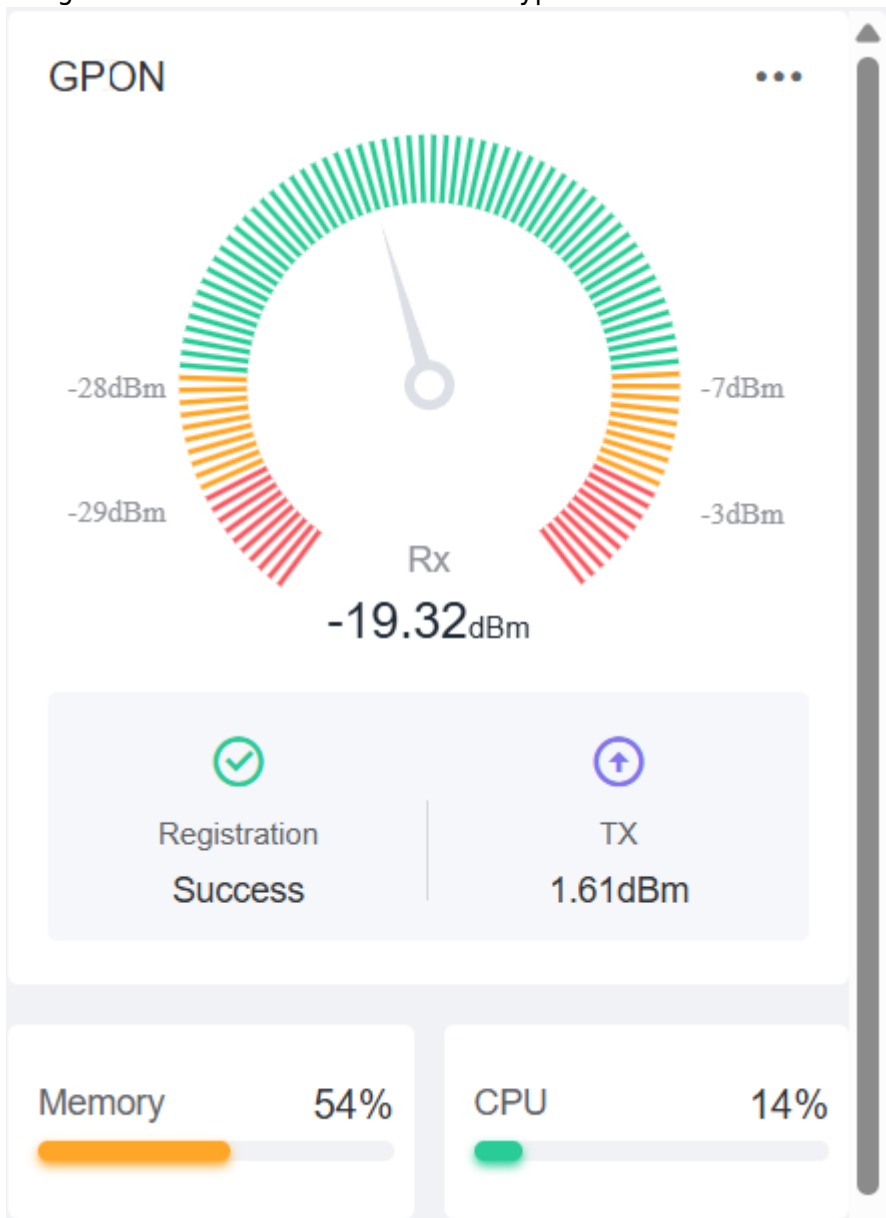 GPON
-28dBm
-7dBm
-29dBm
-3dBm
Rx
-19.32dBm
Registration
Success
TX
1.61dBm
Memory 54%
CPU 14%